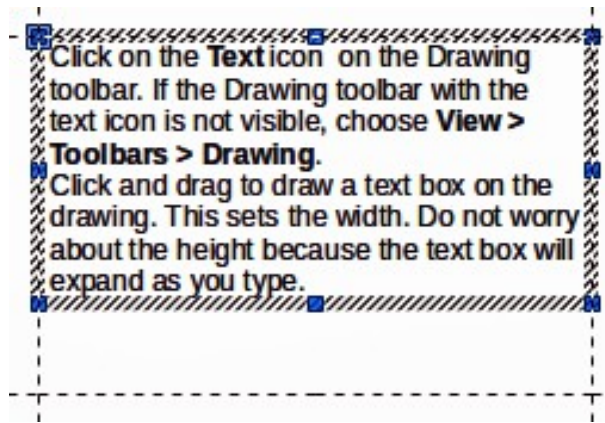 Click on the Text icon  on the Drawing
toolbar. If the Drawing toolbar with the
text icon is not visible, choose View >
Toolbars > Drawing.
Click and drag to draw a text box on the
drawing. This sets the width. Do not worry
about the height because the text box will
expand as you type.